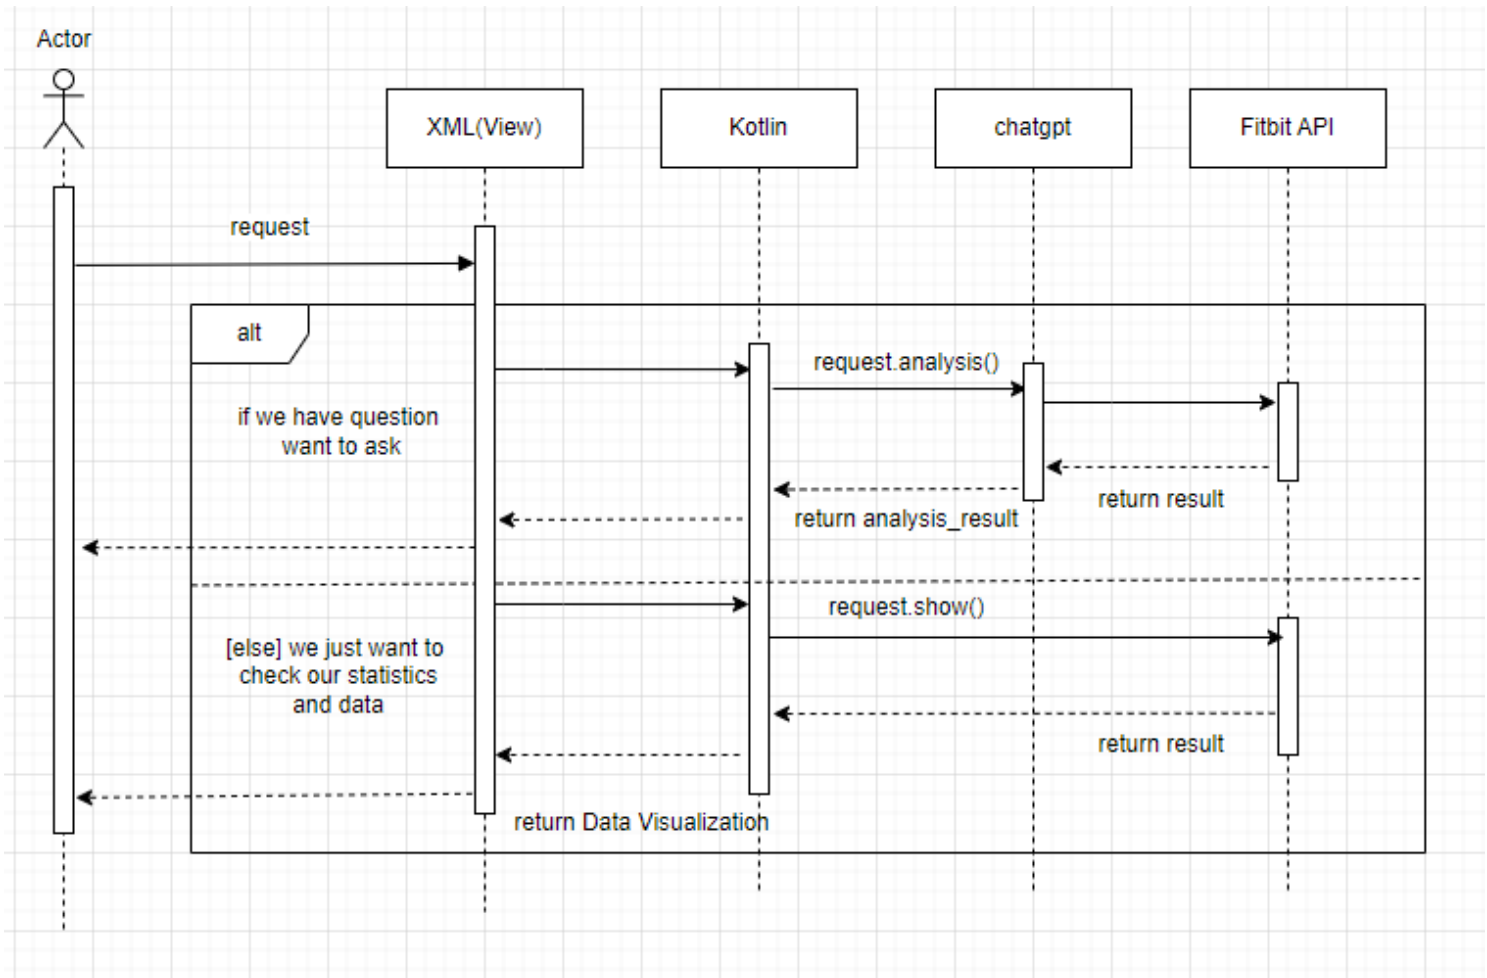 Actor
XML(View)
Kotlin
chatgpt
Fitbit API
request
alt
request.analysis()
if we have question
want to ask
return result
return analysis_result
request.show()
[else] we just want to
check our statistics
and data
return result
return Data Visualization